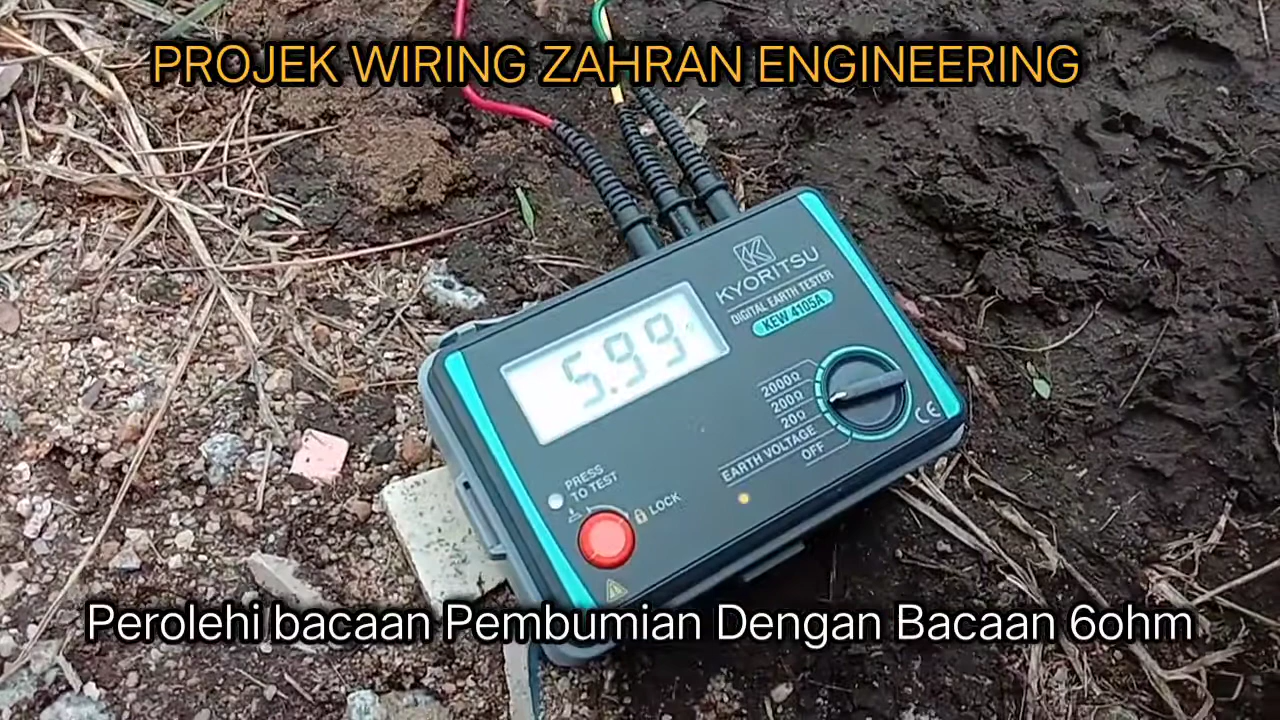 PROJEK WIRING ZAHRAN ENGINEERING
KYORITSU
DIGITAL EARTH TESTER
KEW 4105A
5.99
2000Ω
200Ω
20Ω
EARTH VOLTAGE
OFF
CE
PRESS
TO TEST
LOCK
Perolehi bacaan Pembumian Dengan Bacaan 6ohm